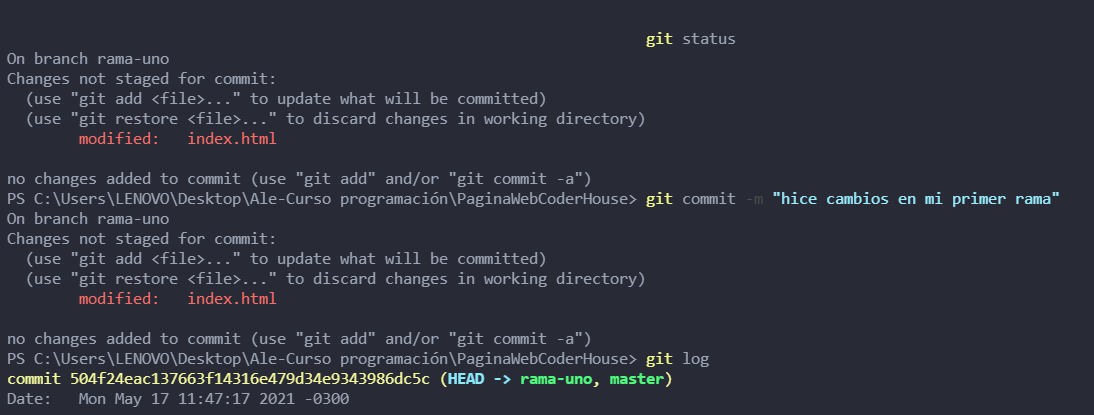 git status
On branch rama-uno
Changes not staged for commit:
  (use "git add <file>..." to update what will be committed)
  (use "git restore <file>..." to discard changes in working directory)
        modified:   index.html

no changes added to commit (use "git add" and/or "git commit -a")
PS C:\Users\LENOVO\Desktop\Ale-Curso programación\PaginaWebCoderHouse> git commit -m "hice cambios en mi primer rama"
On branch rama-uno
Changes not staged for commit:
  (use "git add <file>..." to update what will be committed)
  (use "git restore <file>..." to discard changes in working directory)
        modified:   index.html

no changes added to commit (use "git add" and/or "git commit -a")
PS C:\Users\LENOVO\Desktop\Ale-Curso programación\PaginaWebCoderHouse> git log
commit 504f24eac137663f14316e479d34e9343986dc5c (HEAD -> rama-uno, master)
Date:   Mon May 17 11:47:17 2021 -0300